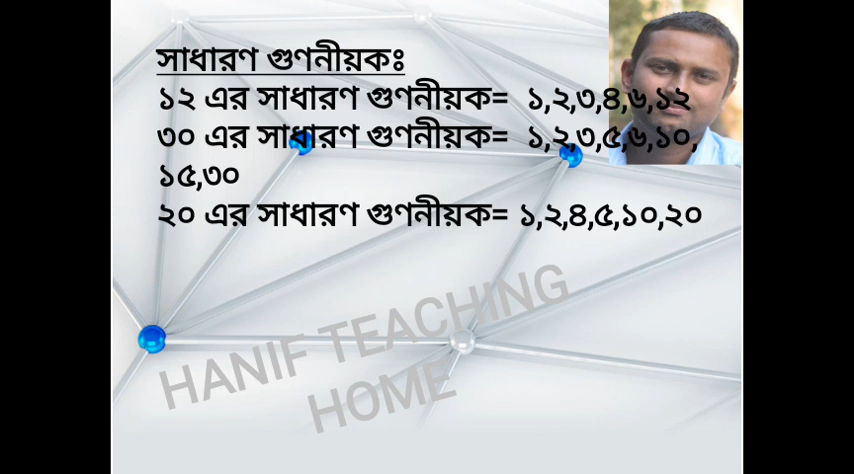 সাধারণ গুণনীয়কঃ
১২ এর সাধারণ গুণনীয়ক= ১,২,৩,৪,৬,১২
৩০ এর সাধারণ গুণনীয়ক= ১,২,৩,৫,৬,১০,
১৫,৩০
২০ এর সাধারণ গুণনীয়ক= ১,২,৪,৫,১০,২০
HANIF TEACHING
HOME